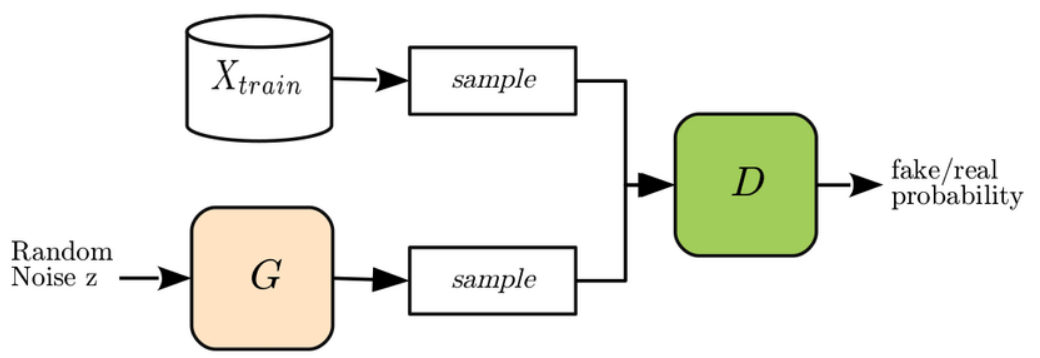 X_train
sample
D
fake/real
probability
Random
Noise z
G
sample